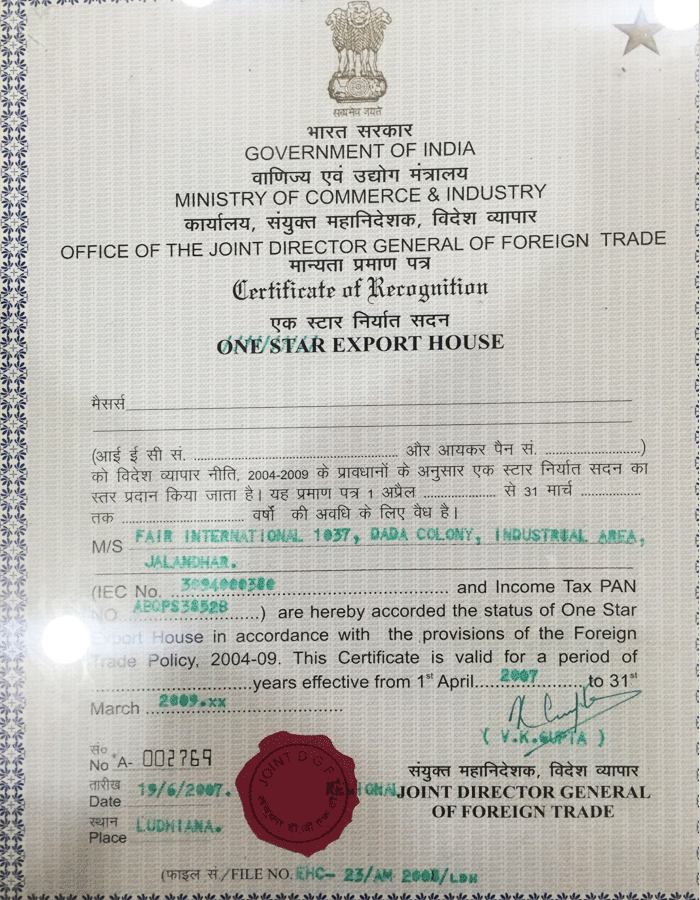 सत्यमेव जयते
भारत सरकार
GOVERNMENT OF INDIA
वाणिज्य एवं उद्योग मंत्रालय
MINISTRY OF COMMERCE & INDUSTRY
कार्यालय, संयुक्त महानिदेशक, विदेश व्यापार
OFFICE OF THE JOINT DIRECTOR GENERAL OF FOREIGN TRADE
मान्यता प्रमाण पत्र
Certificate of Recognition
एक स्टार निर्यात सदन
ONE STAR EXPORT HOUSE
मैसर्स
(आई ई सी सं. .......................................... और आयकर पैन सं. ....................)
को विदेश व्यापार नीति, 2004-2009 के प्रावधानों के अनुसार एक स्टार निर्यात सदन का
स्तर प्रदान किया जाता है। यह प्रमाण पत्र 1 अप्रैल ............... से 31 मार्च ............
तक ......................... वर्षों की अवधि के लिए वैध है।
M/S FAIR INTERNATIONAL 1037, DADA COLONY, INDUSTRIAL AREA,
JALANDHAR.
(IEC No. 3094000380 and Income Tax PAN
NO. ABQPS3852B ) are hereby accorded the status of One Star
Export House in accordance with the provisions of the Foreign
Trade Policy, 2004-09. This Certificate is valid for a period of
..............................years effective from 1st April.....2007.........to 31st
March ...2009.xx........................
( V.K.GUPTA )
सं०
No "A- 002769
तारीख
Date 19/6/2007.
स्थान
Place LUDHIANA.
JOINT D G F T
संयुक्त महानिदेशक, विदेश व्यापार
JOINT DIRECTOR GENERAL
OF FOREIGN TRADE
(फाइल सं./FILE NO. EHC- 23/AM 2008/LDH